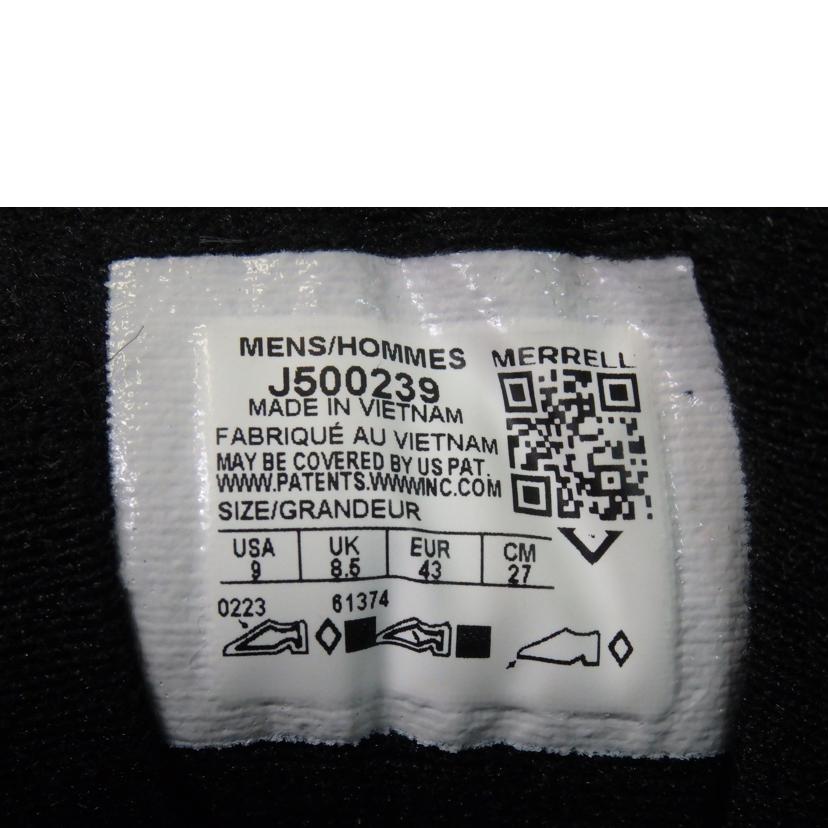 MENS/HOMMES
J500239
MADE IN VIETNAM
FABRIQUÉ AU VIETNAM
MAY BE COVERED BY US PAT.
WWW.PATENTS.WWWINC.COM
SIZE/GRANDEUR
MERRELL
USA UK EUR CM
9 8.5 43 27
0223 61374